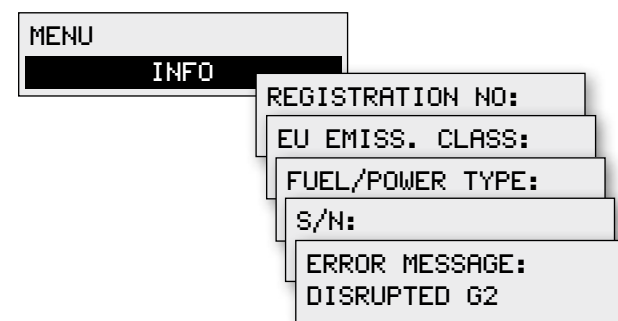 MENU
INFO
REGISTRATION NO:
EU EMISS. CLASS:
FUEL/POWER TYPE:
S/N:
ERROR MESSAGE:
DISRUPTED G2